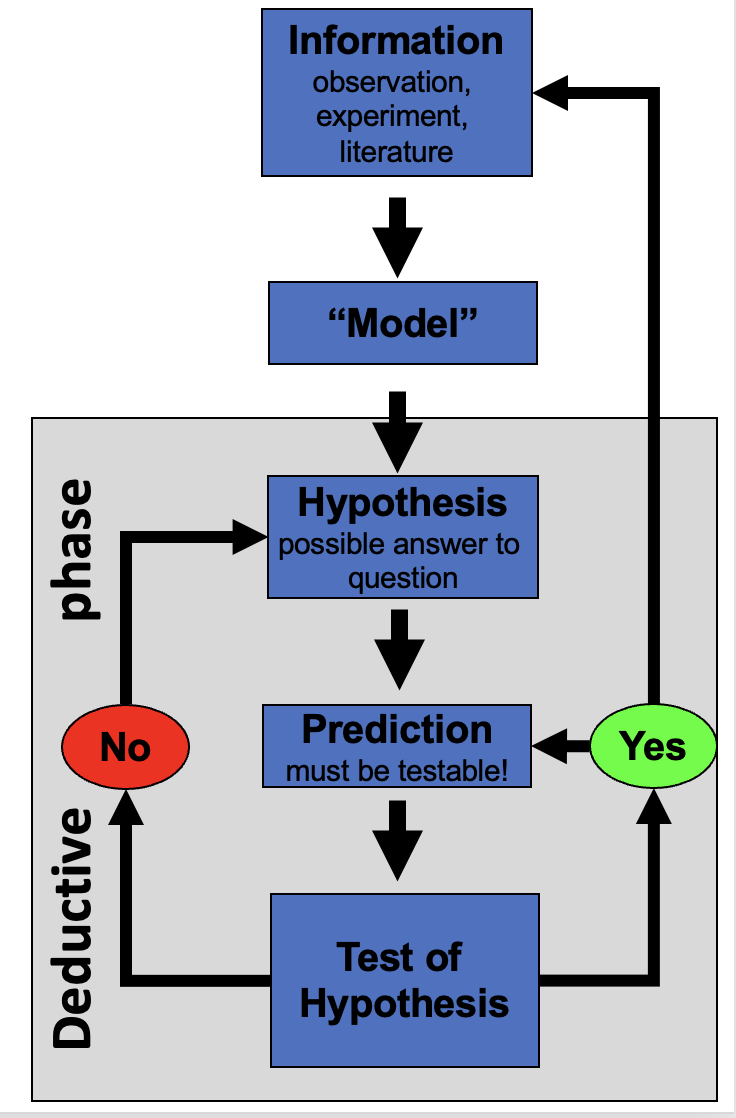 Information
observation,
experiment,
literature
“Model”
Hypothesis
possible answer to
question
Prediction
must be testable!
No
Yes
Test of
Hypothesis
Deductive phase